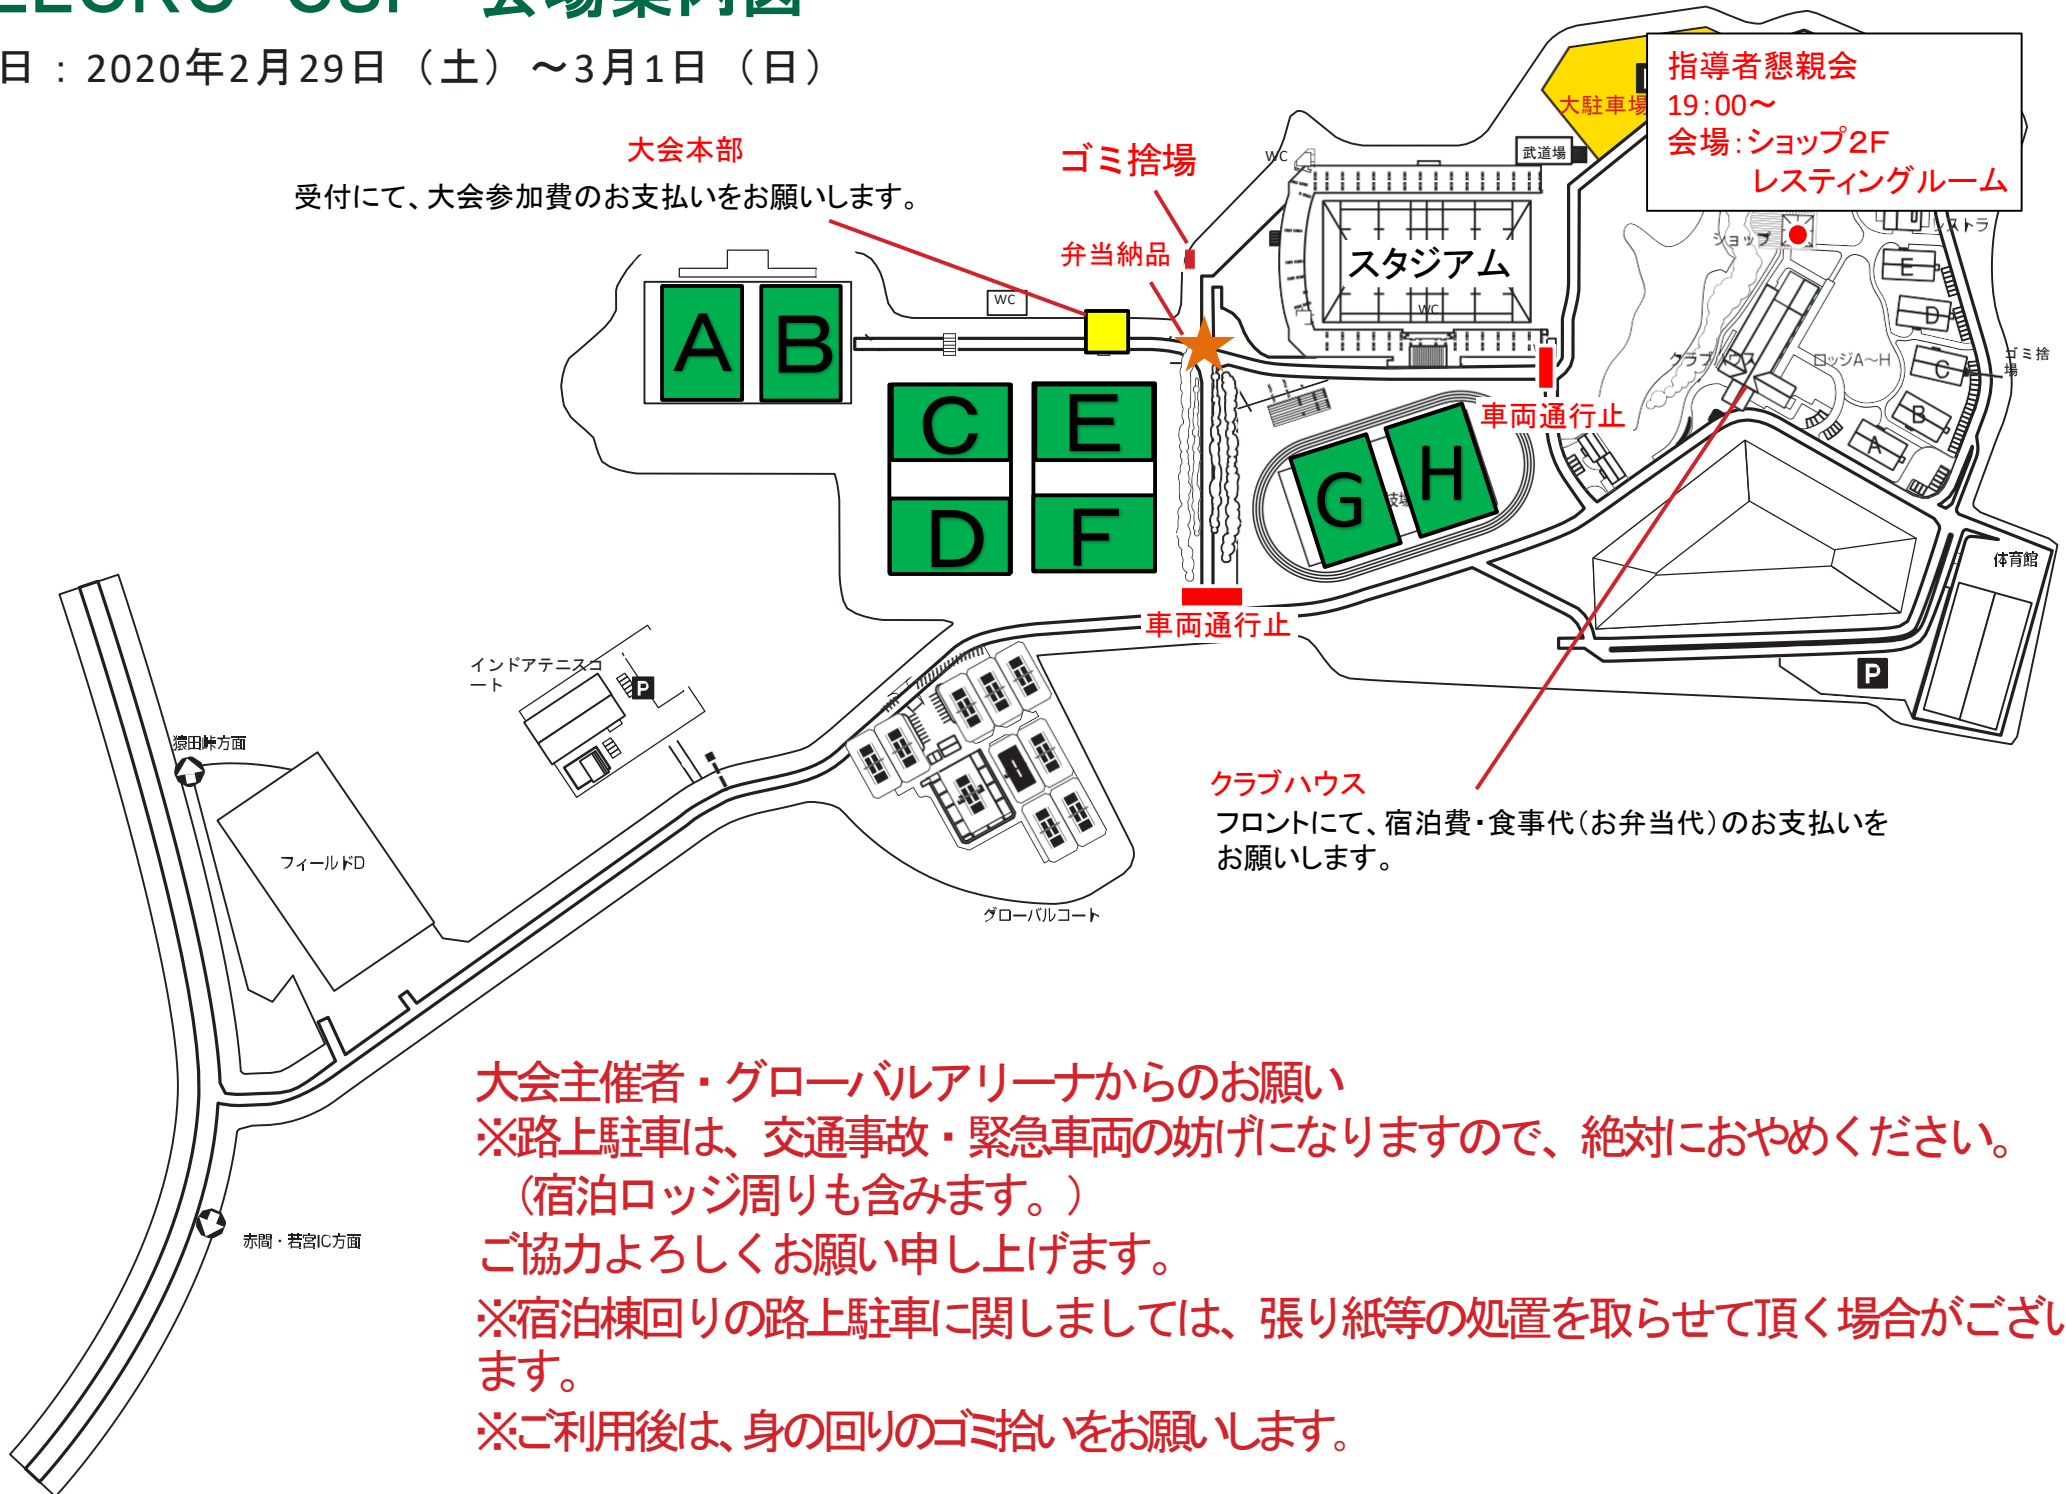 会場案内図
日：2020年2月29日（土）～3月1日（日）
大会本部
受付にて、大会参加費のお支払いをお願いします。
ゴミ捨場
弁当納品
WC
WC
武道場
大駐車場
指導者懇親会
19:00～
会場：ショップ2F
レスティングルーム
スタジアム
WC
ショップ
クラブハウス
ロッジA～H
E
D
C
B
A
ゴミ捨
場
A
B
C
D
E
F
G
H
車両通行止
車両通行止
体育館
P
インドアテニスコ
ート
P
猿田峠方面
フィールドD
グローバルコート
赤間・若宮IC方面
クラブハウス
フロントにて、宿泊費・食事代（お弁当代）のお支払いを
お願いします。
大会主催者・グローバルアリーナからのお願い
※路上駐車は、交通事故・緊急車両の妨げになりますので、絶対におやめください。
（宿泊ロッジ周りも含みます。）
ご協力よろしくお願い申し上げます。
※宿泊棟回りの路上駐車に関しましては、張り紙等の処置を取らせて頂く場合がござい
ます。
※ご利用後は、身の回りのゴミ拾いをお願いします。